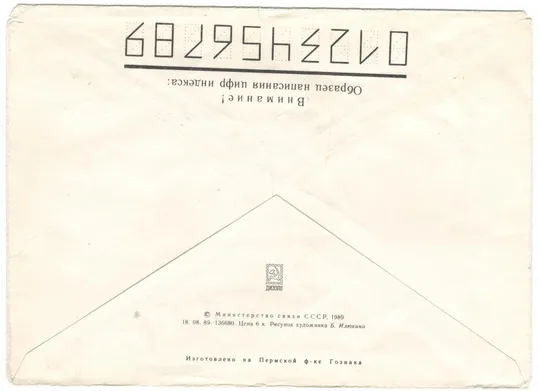 Внимание!
Образец написания цифр индекса:
0123456789
© Министерство связи СССР, 1989
18. 08. 89. 136680. Цена 6 к. Рисунок художника Б. Илюхина
Изготовлено на Пермской ф-ке Гознака